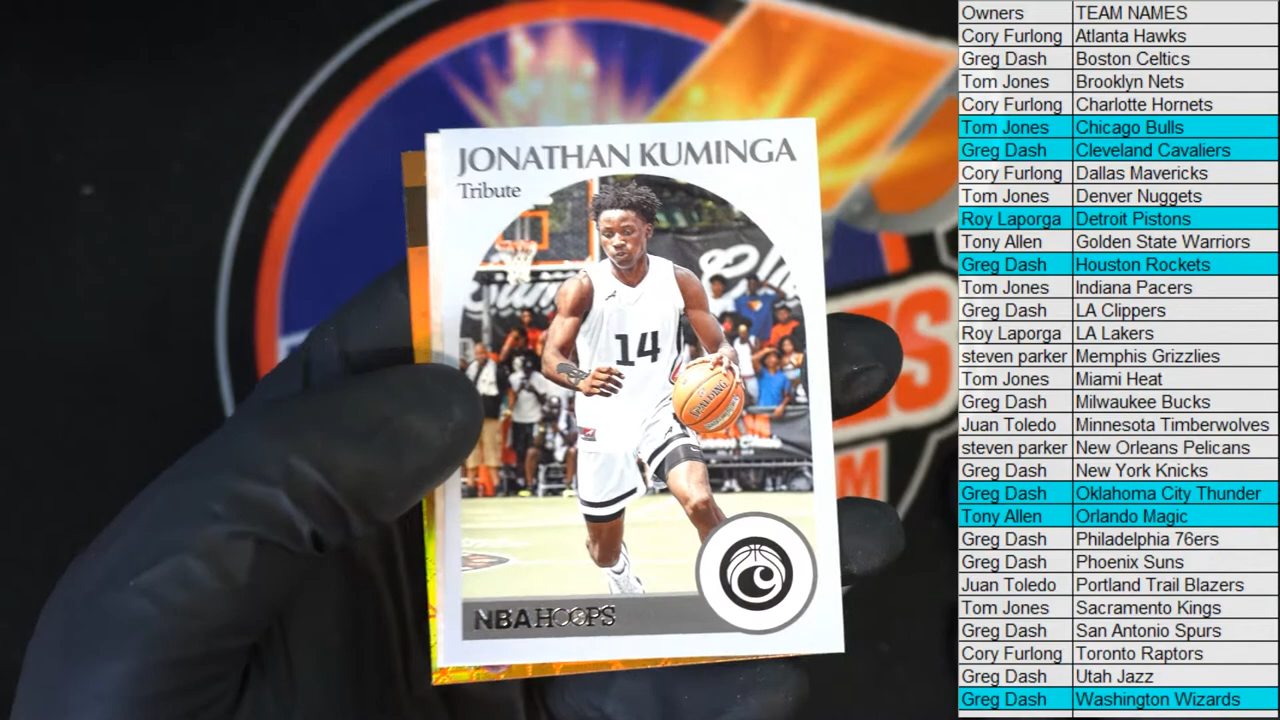 JONATHAN KUMINGA
Tribute
14
SPALDING
NBA HOOPS
Owners TEAM NAMES
Cory Furlong Atlanta Hawks
Greg Dash Boston Celtics
Tom Jones Brooklyn Nets
Cory Furlong Charlotte Hornets
Tom Jones Chicago Bulls
Greg Dash Cleveland Cavaliers
Cory Furlong Dallas Mavericks
Tom Jones Denver Nuggets
Roy Laporga Detroit Pistons
Tony Allen Golden State Warriors
Greg Dash Houston Rockets
Tom Jones Indiana Pacers
Greg Dash LA Clippers
Roy Laporga LA Lakers
steven parker Memphis Grizzlies
Tom Jones Miami Heat
Greg Dash Milwaukee Bucks
Juan Toledo Minnesota Timberwolves
steven parker New Orleans Pelicans
Greg Dash New York Knicks
Greg Dash Oklahoma City Thunder
Tony Allen Orlando Magic
Greg Dash Philadelphia 76ers
Greg Dash Phoenix Suns
Juan Toledo Portland Trail Blazers
Tom Jones Sacramento Kings
Greg Dash San Antonio Spurs
Cory Furlong Toronto Raptors
Greg Dash Utah Jazz
Greg Dash Washington Wizards